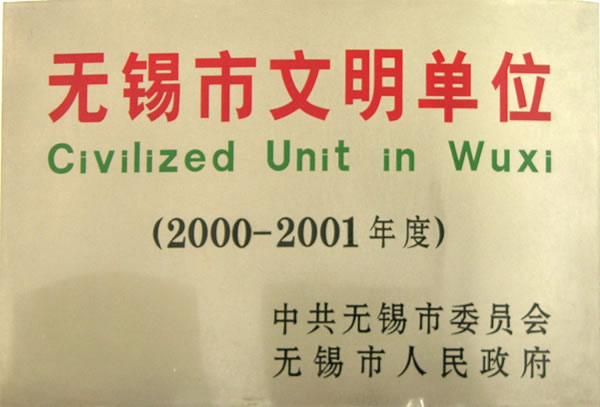 无锡市文明单位
Civilized Unit in Wuxi
(2000-2001年度)
中共无锡市委员会
无锡市人民政府